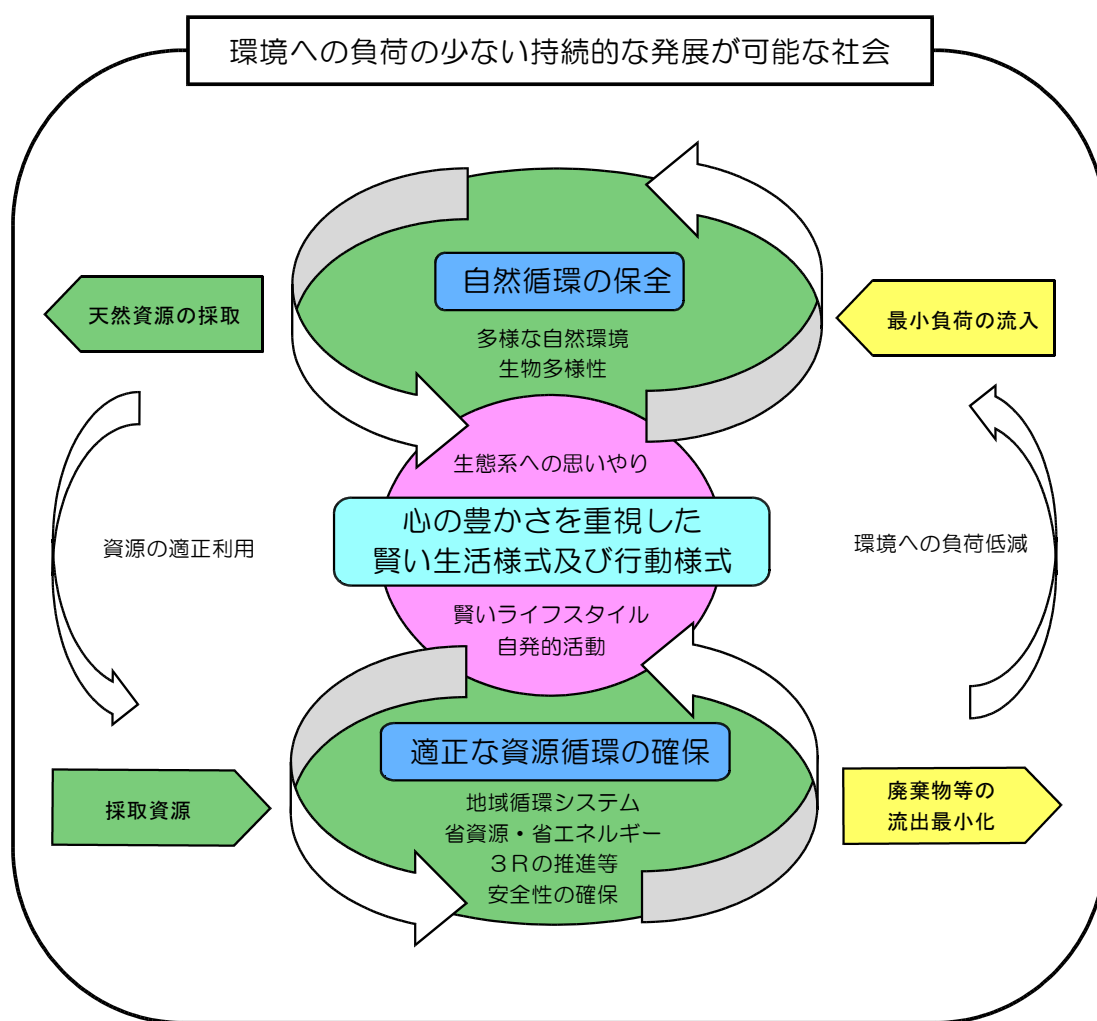 環境への負荷の少ない持続的な発展が可能な社会
自然循環の保全
天然資源の採取
最小負荷の流入
多様な自然環境
生物多様性
生態系への思いやり
心の豊かさを重視した
賢い生活様式及び行動様式
資源の適正利用
環境への負荷低減
賢いライフスタイル
自発的活動
適正な資源循環の確保
採取資源
廃棄物等の
流出最小化
地域循環システム
省資源・省エネルギー
３Ｒの推進等
安全性の確保